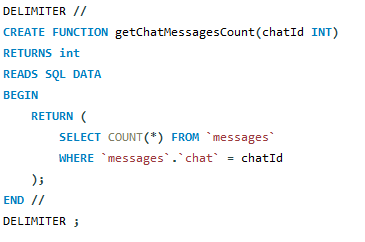 DELIMITER //
CREATE FUNCTION getChatMessagesCount(chatId INT)
RETURNS int
READS SQL DATA
BEGIN
    RETURN (
        SELECT COUNT(*) FROM `messages`
        WHERE `messages`.`chat` = chatId
    );
END //
DELIMITER ;